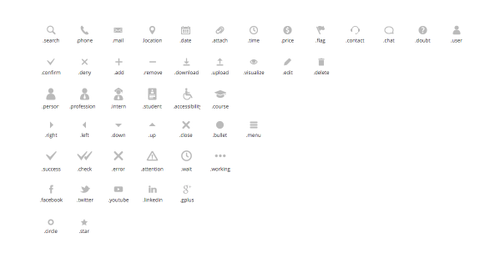 .search .phone .mail .location .date .attach .time .price .flag .contact .chat .doubt .user
.confirm .deny .add .remove .download .upload .visualize .edit .delete
.person .profession .intern .student .accessibility .course
.right .left .down .up .close .bullet .menu
.success .check .error .attention .wait .working
.facebook .twitter .youtube .linkedin .gplus
.circle .star